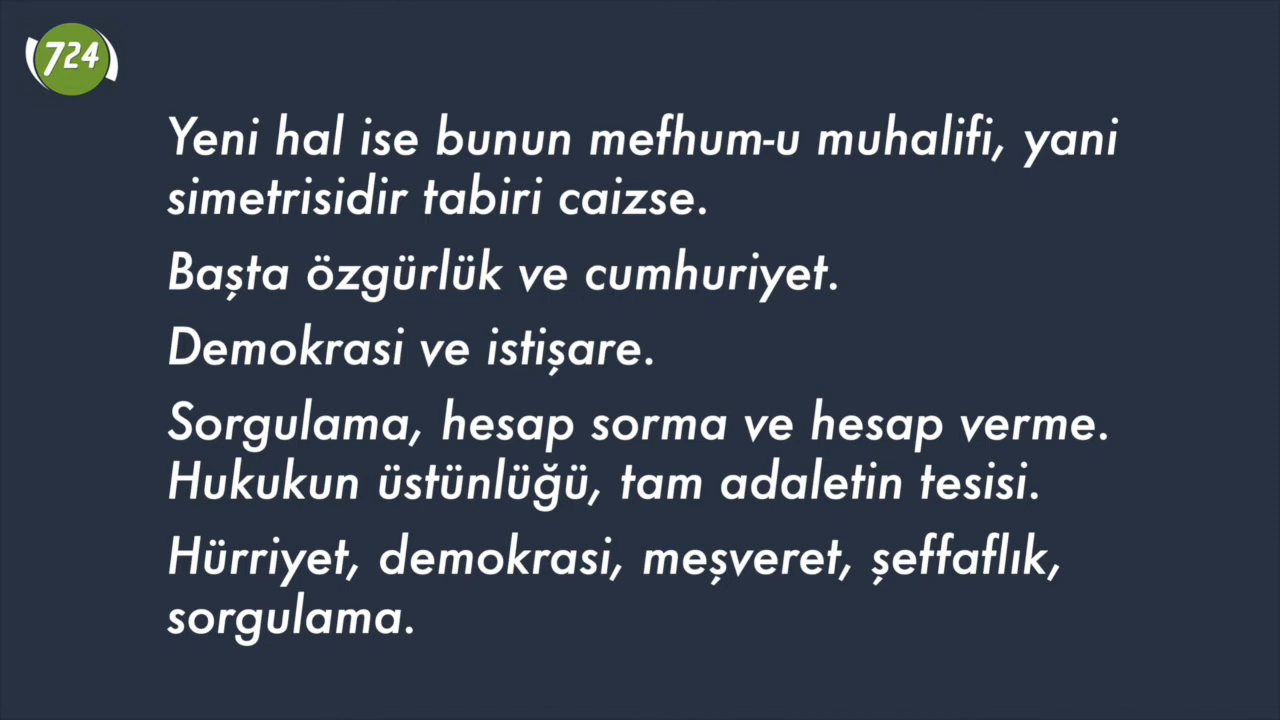 724
Yeni hal ise bunun mefhum-u muhalifi, yani
simetrisidir tabiri caizse.
Başta özgürlük ve cumhuriyet.
Demokrasi ve istişare.
Sorgulama, hesap sorma ve hesap verme.
Hukukun üstünlüğü, tam adaletin tesisi.
Hürriyet, demokrasi, meşveret, şeffaflık,
sorgulama.